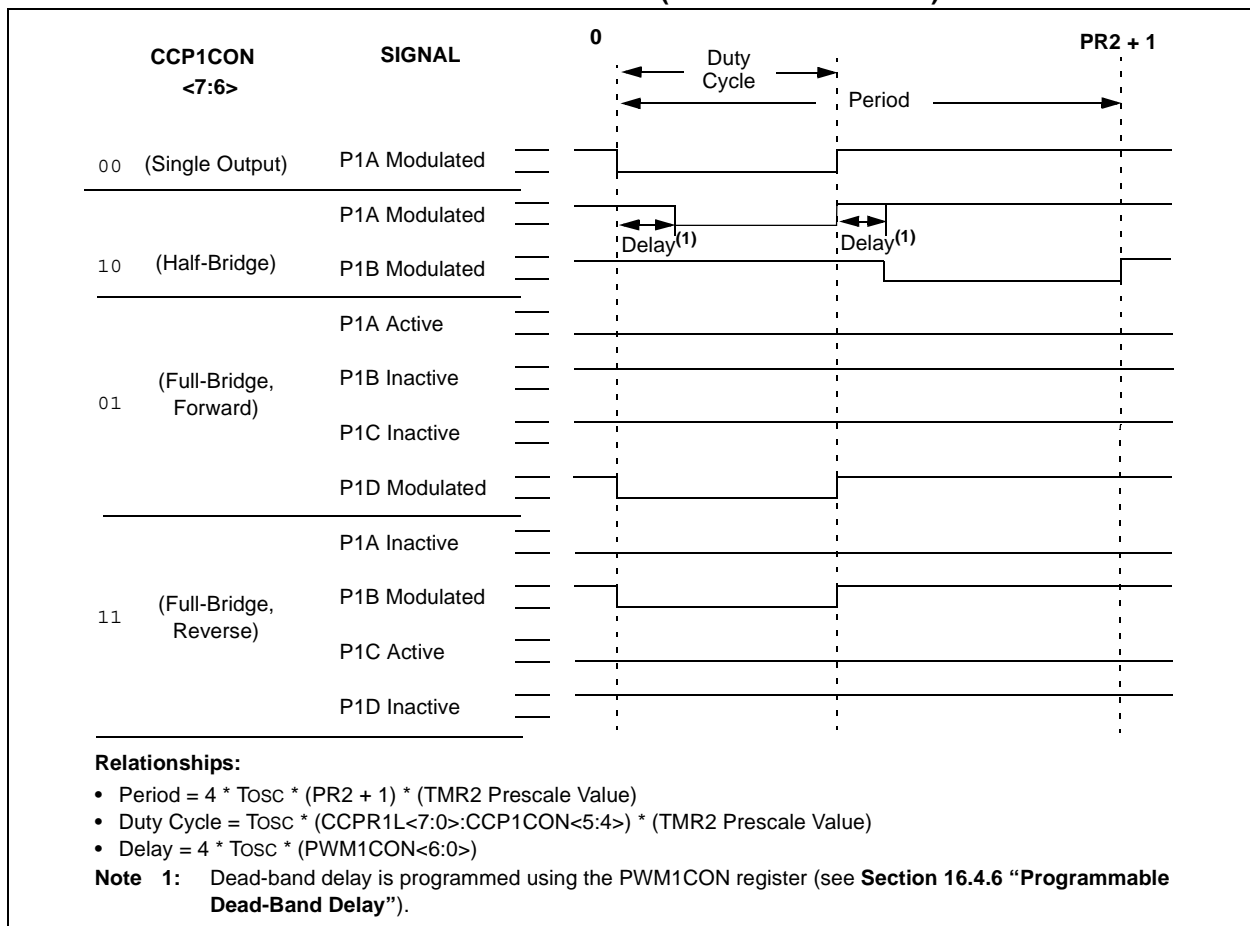 0
PR2 + 1
CCP1CON
<7:6>
SIGNAL
Duty
Cycle
Period
00 (Single Output) P1A Modulated
P1A Modulated
Delay(1)
Delay(1)
10 (Half-Bridge) P1B Modulated
P1A Active
P1B Inactive
01 (Full-Bridge,
Forward)
P1C Inactive
P1D Modulated
P1A Inactive
P1B Modulated
11 (Full-Bridge,
Reverse)
P1C Active
P1D Inactive
Relationships:
• Period = 4 * TOSC * (PR2 + 1) * (TMR2 Prescale Value)
• Duty Cycle = TOSC * (CCPR1L<7:0>:CCP1CON<5:4>) * (TMR2 Prescale Value)
• Delay = 4 * TOSC * (PWM1CON<6:0>)
Note 1: Dead-band delay is programmed using the PWM1CON register (see Section 16.4.6 “Programmable
Dead-Band Delay”).